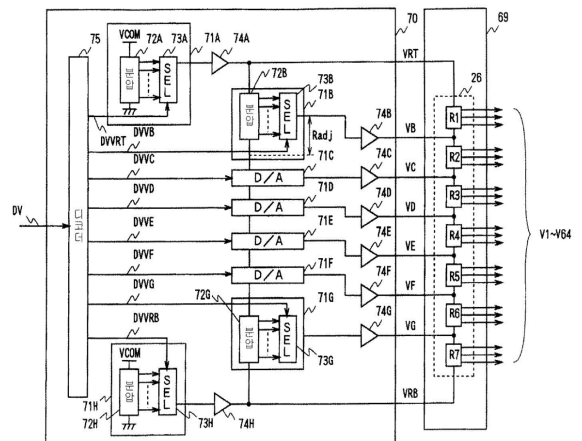 75
VCOM
72A
73A
71A
74A
70
69
SEL
VRT
72B
73B
71B
26
DVVRT
DVVB
SEL
Radj
74B
VB
R1
DVVC
71C
74C
VC
R2
D/A
DVVD
71D
74D
VD
R3
D/A
DV
DVVE
71E
74E
VE
R4
D/A
V1~V64
DVVF
71F
74F
VF
R5
D/A
DVVG
72G
71G
74G
VG
R6
SEL
DVVRB
73G
R7
VCOM
SEL
VRB
71H
72H
73H
74H